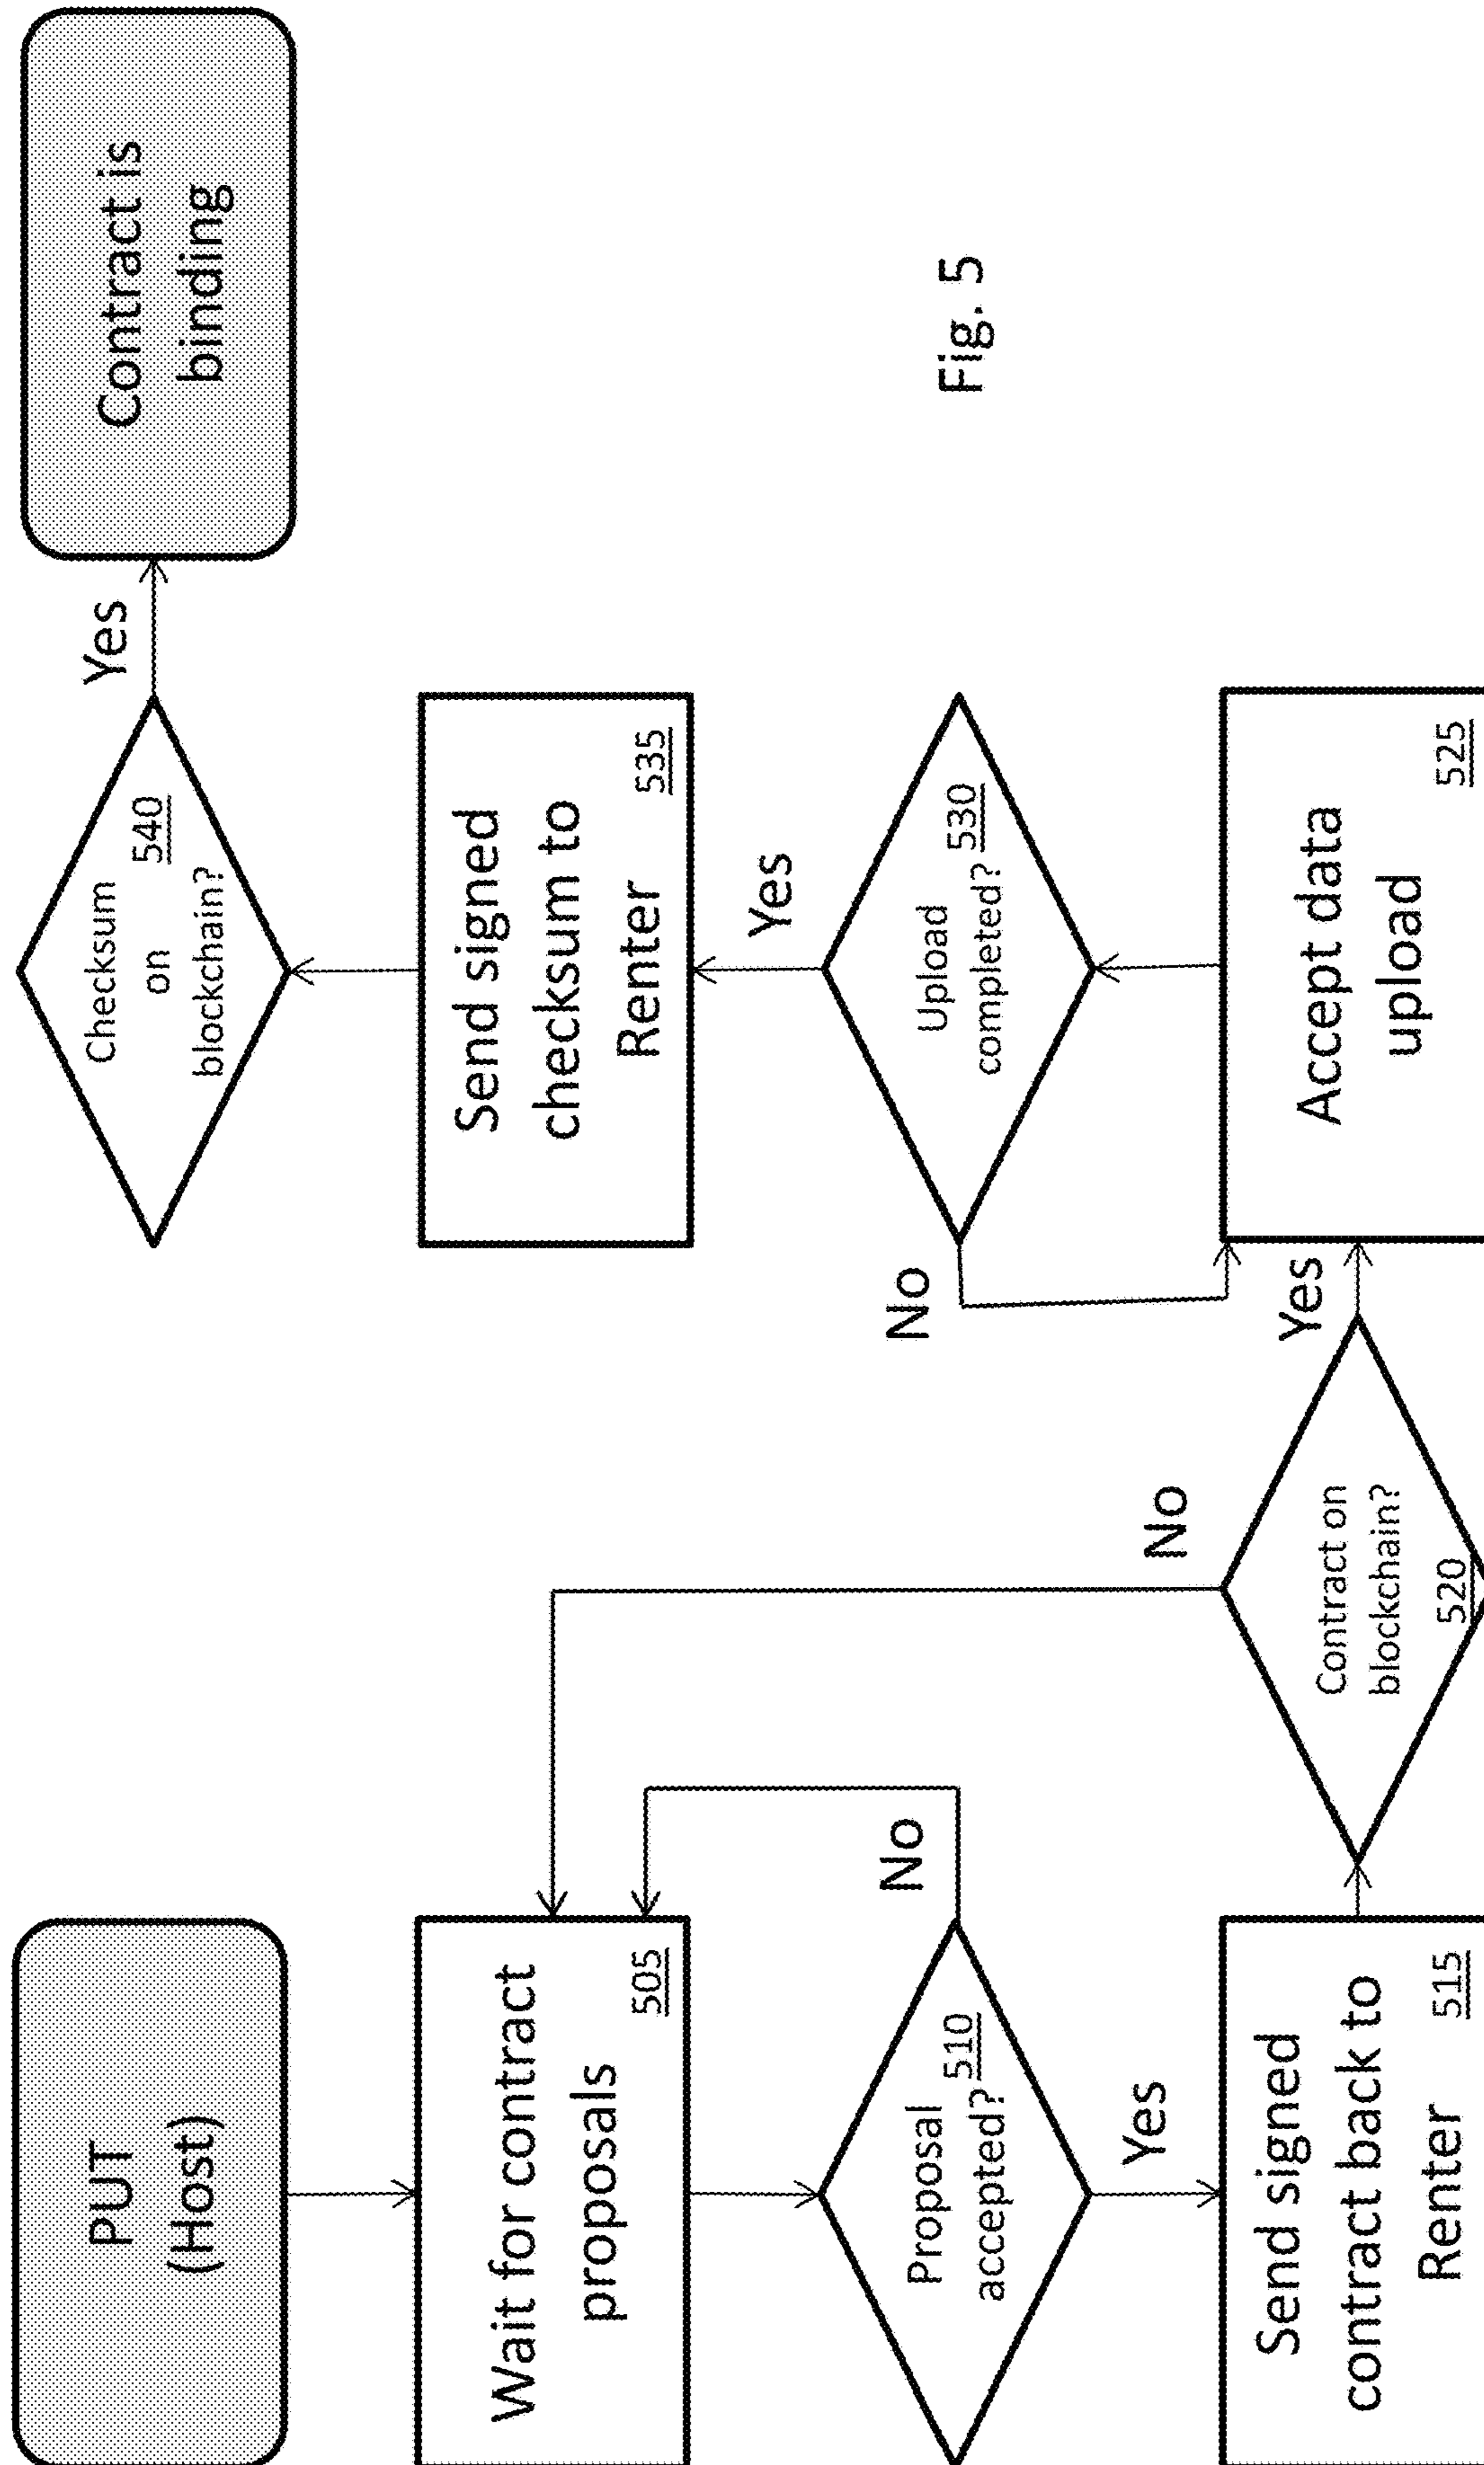 PUT
(Host)
Wait for contract
proposals
505
Proposal
accepted?
510
No
Yes
Send signed
contract back to
Renter
515
Contract on
blockchain?
520
No
Yes
Accept data
upload
525
Upload
completed?
530
No
Yes
Send signed
checksum to
Renter
535
Checksum
on
blockchain?
540
Yes
Contract is
binding
Fig. 5